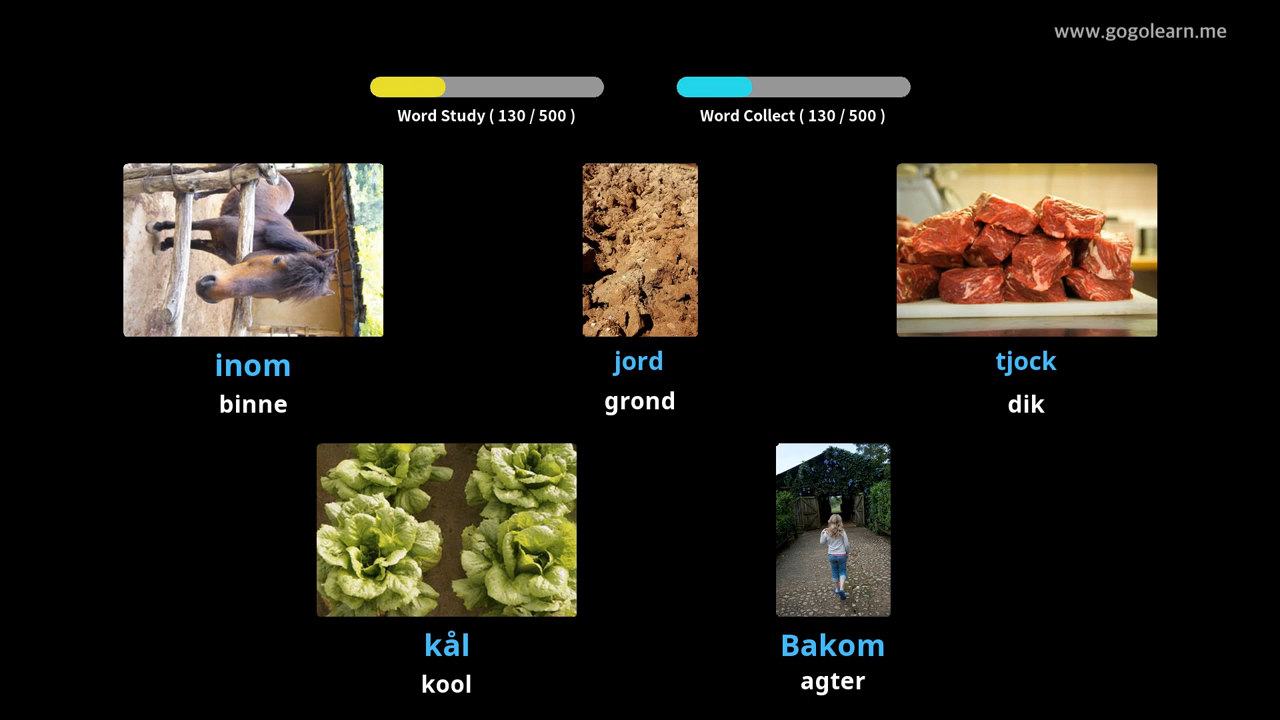 www.gogolearn.me
Word Study ( 130 / 500 )
Word Collect ( 130 / 500 )
inom
binne
jord
grond
tjock
dik
kål
kool
Bakom
agter